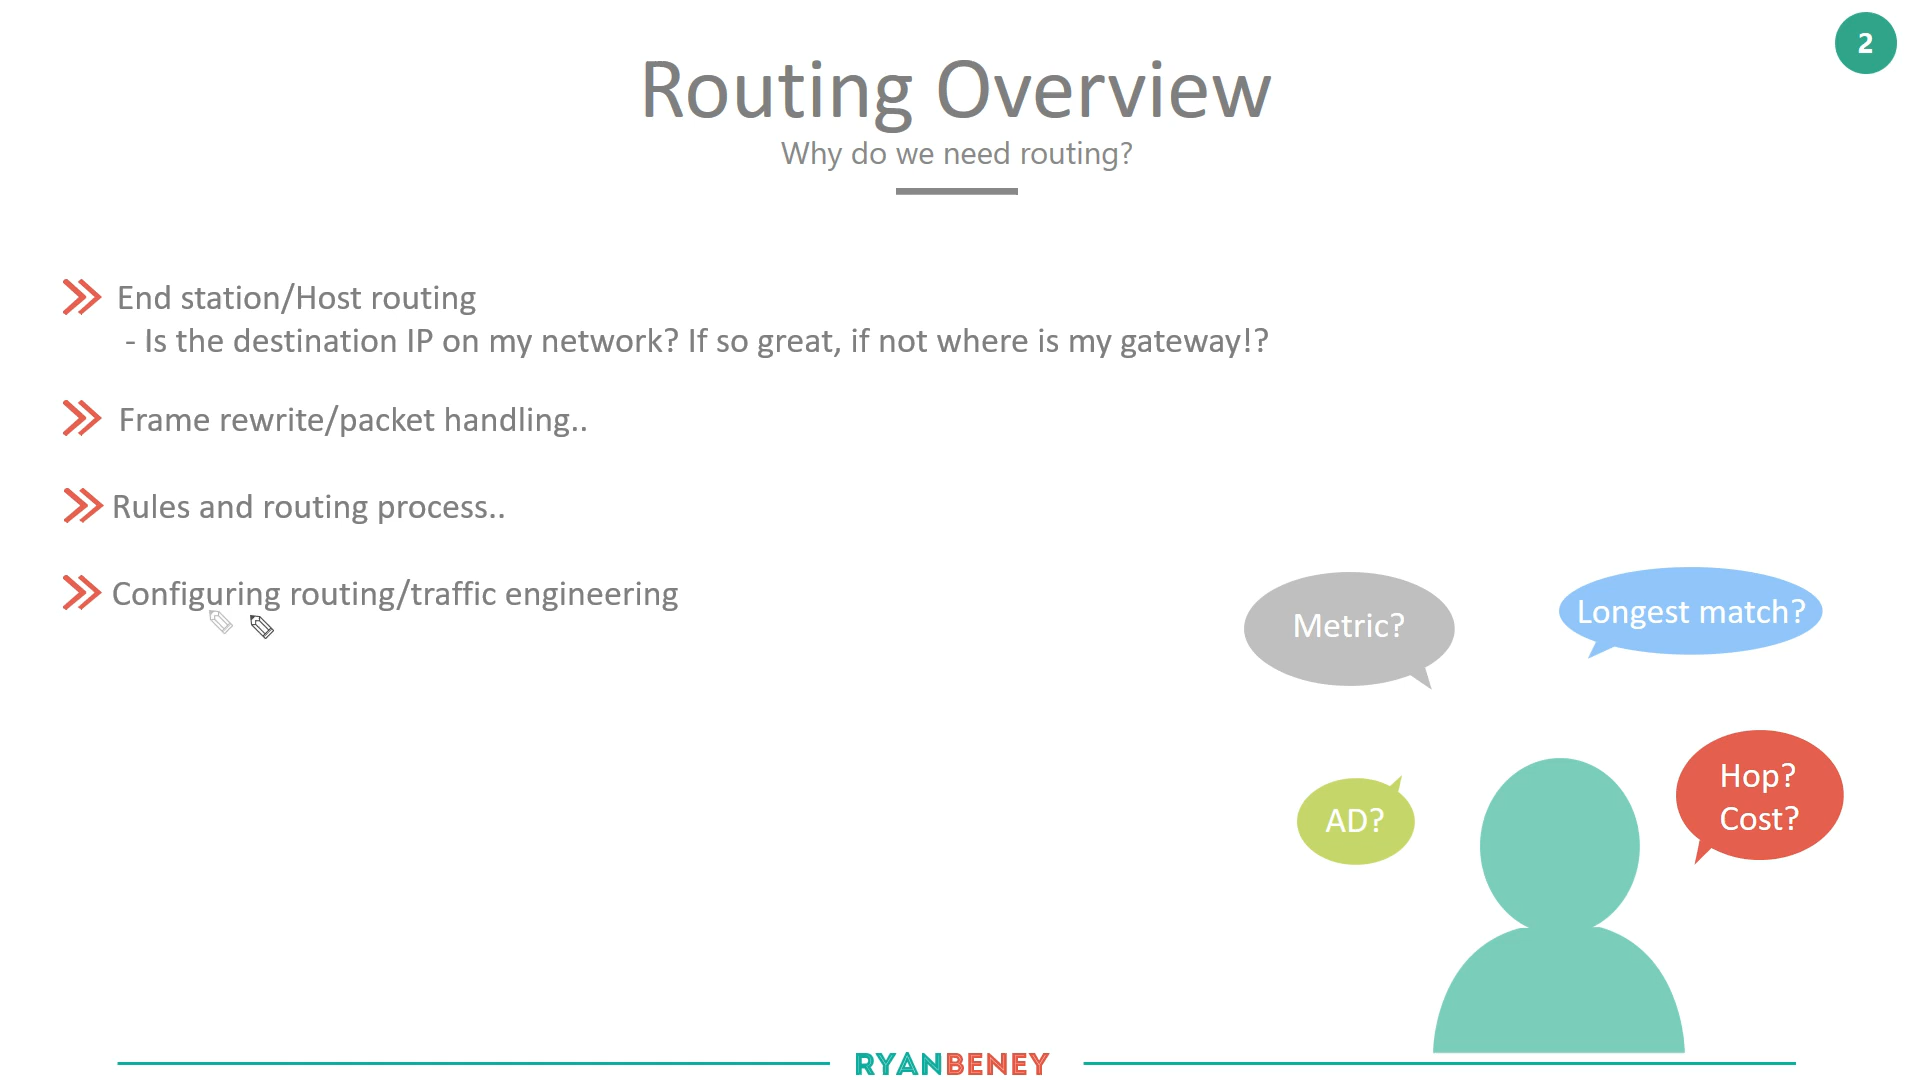 2
Routing Overview
Why do we need routing?
End station/Host routing
- Is the destination IP on my network? If so great, if not where is my gateway!?
Frame rewrite/packet handling..
Rules and routing process..
Configuring routing/traffic engineering
Metric?
Longest match?
AD?
Hop?
Cost?
RYANBENEY